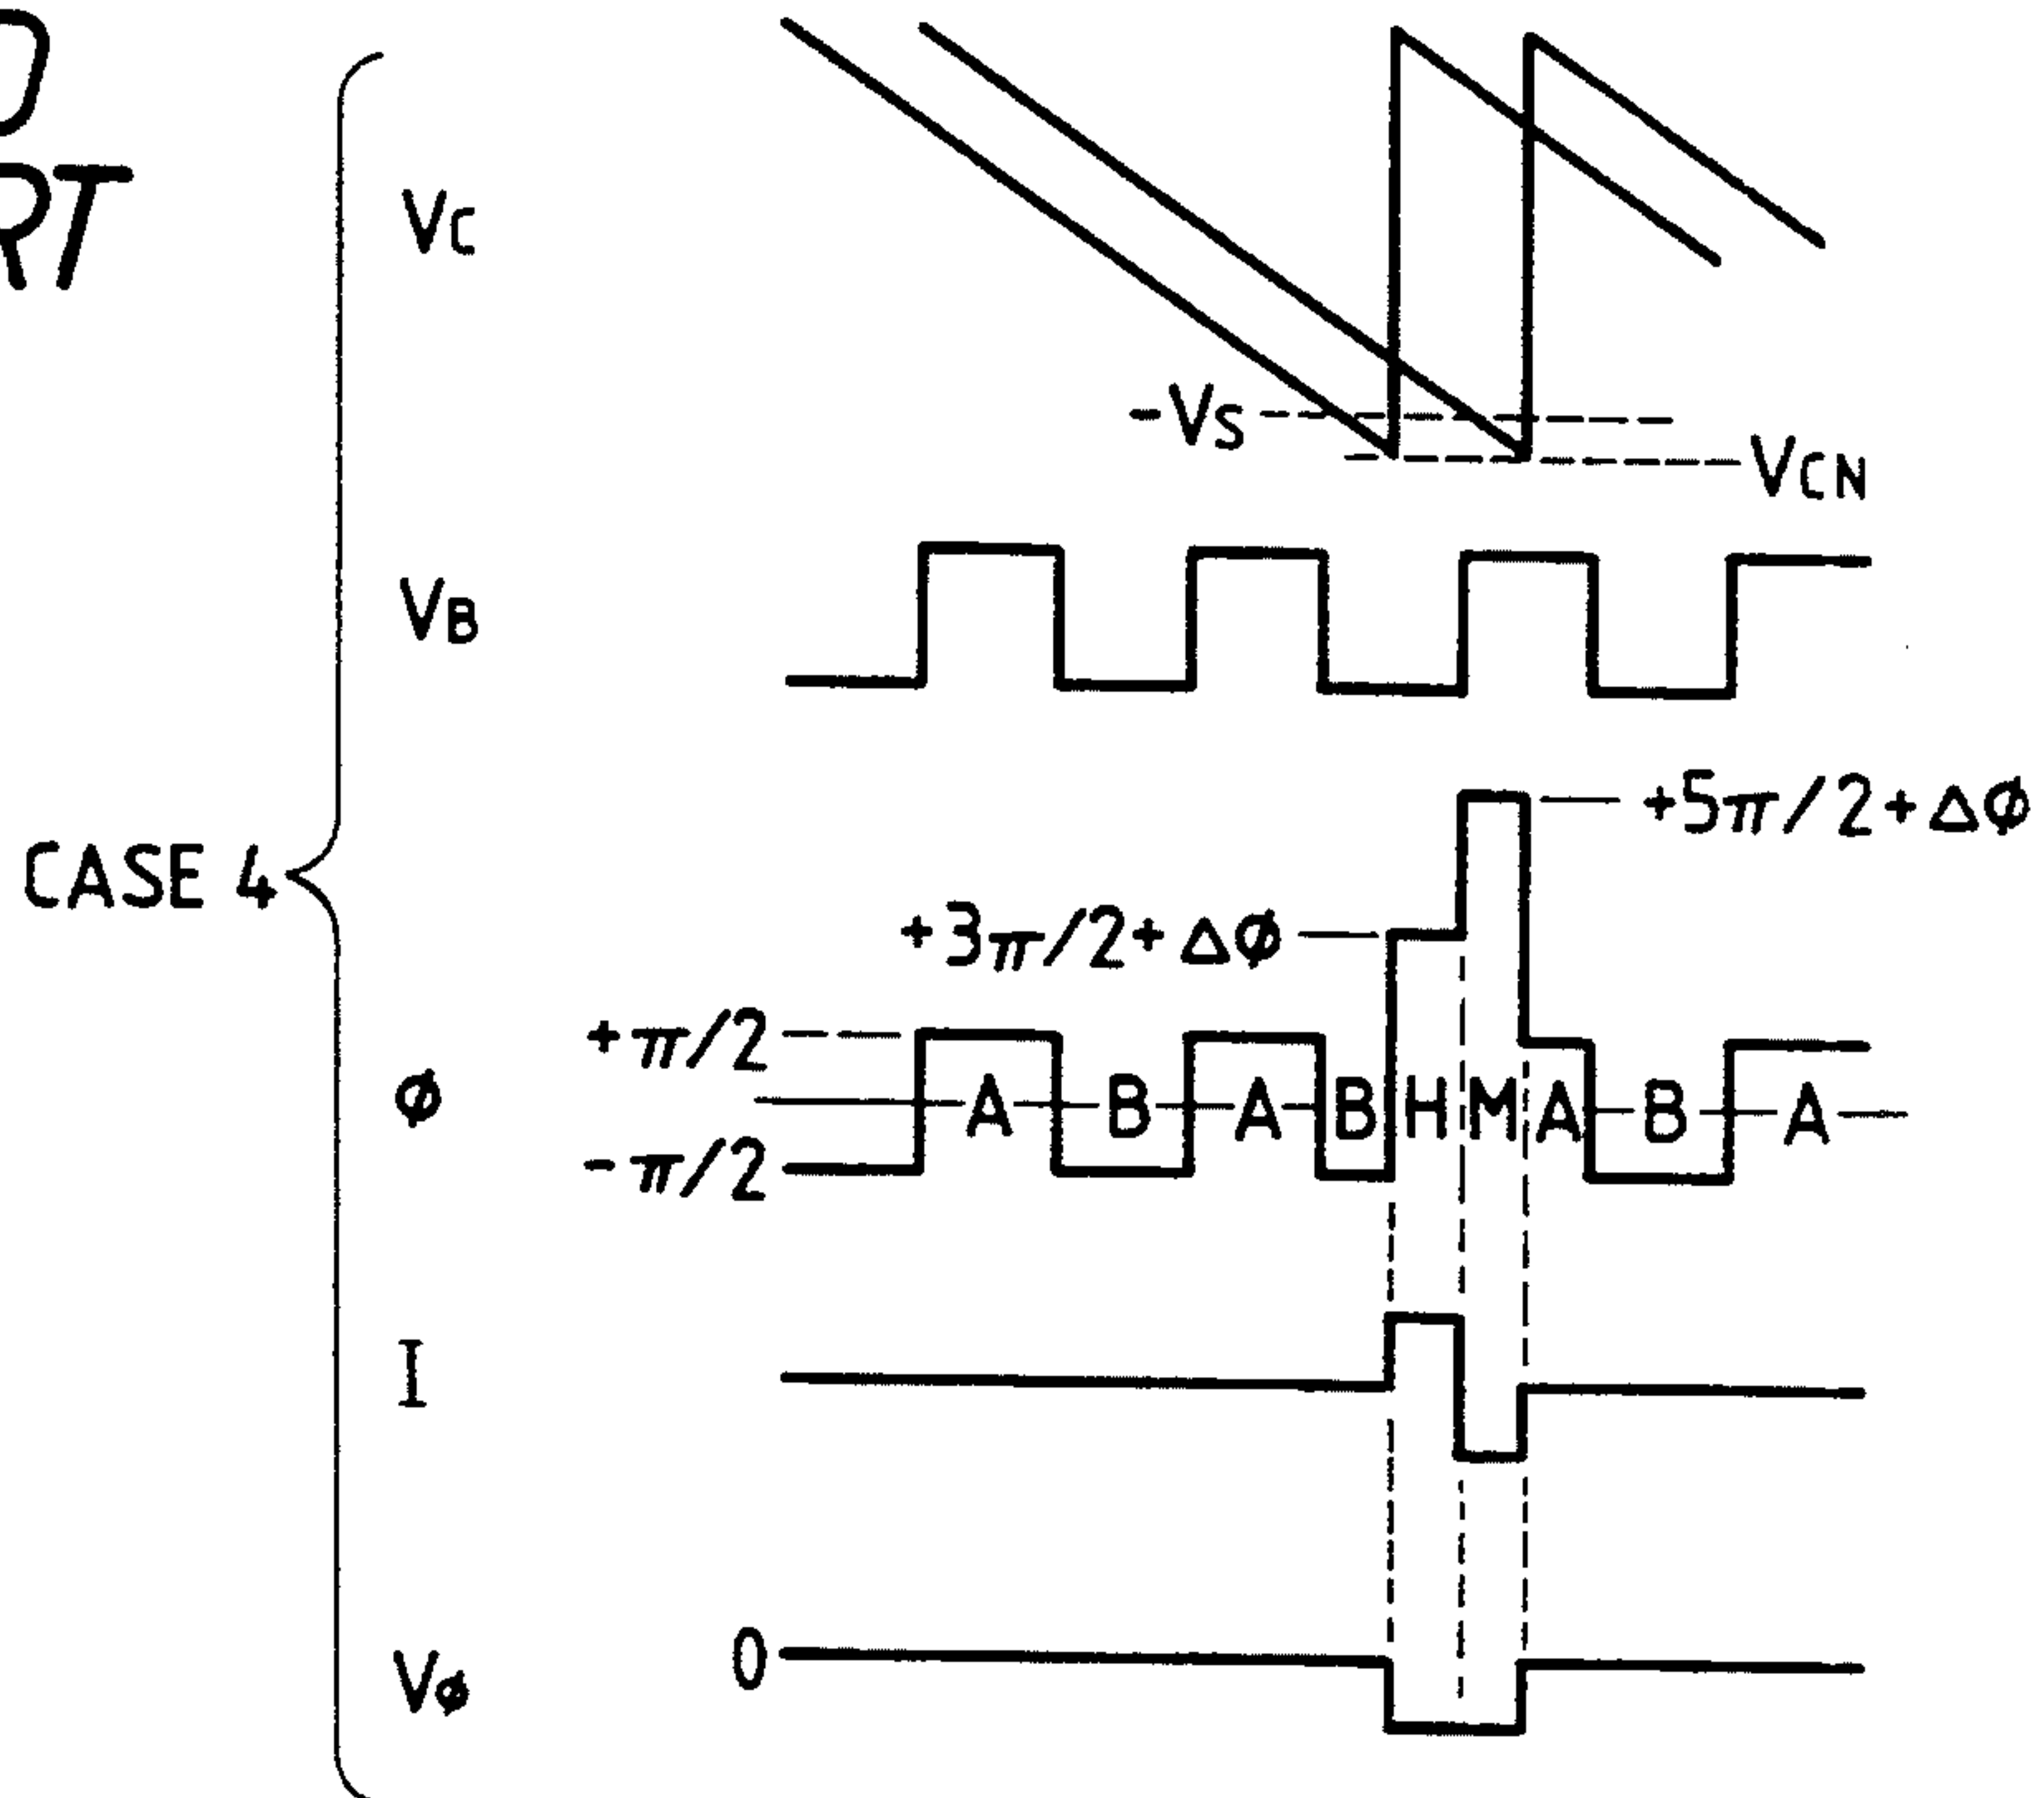 RT
VC
-VS
VCN
VB
+5π/2+Δφ
CASE 4
+3π/2+Δφ
+π/2
φ
A B A B H M A B A
-π/2
I
0
Vφ